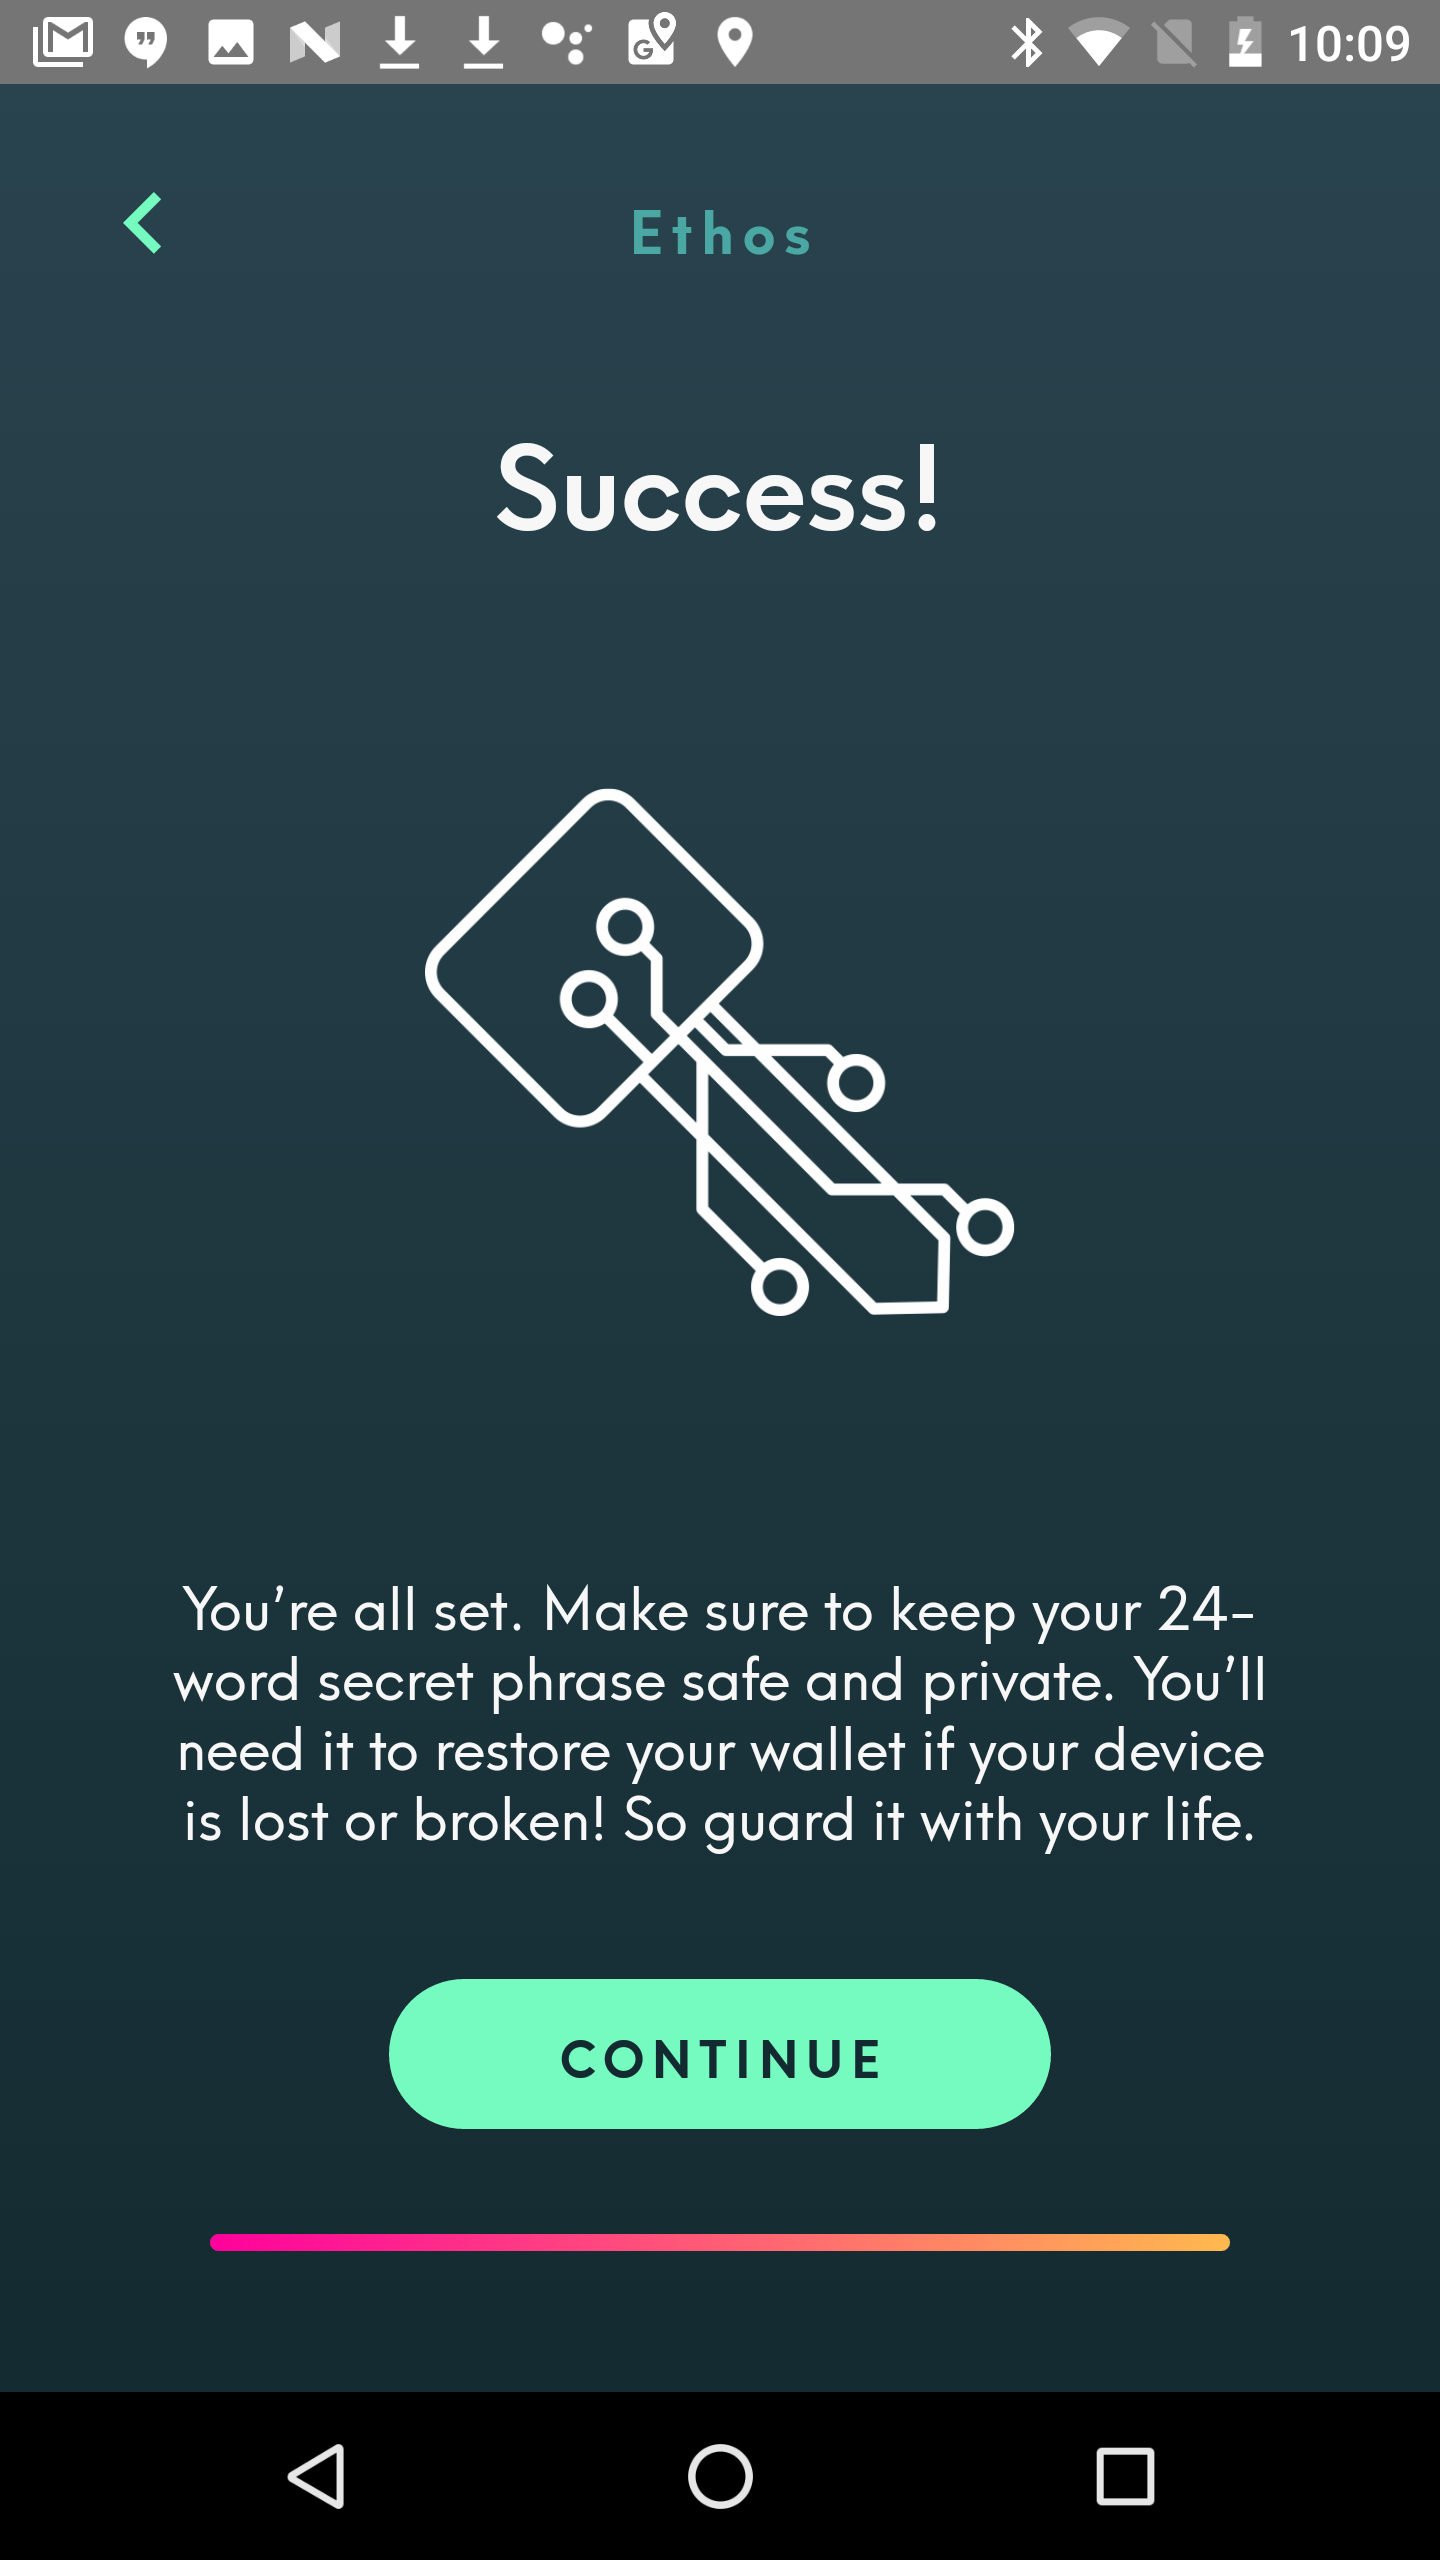 10:09
Ethos
Success!
You’re all set. Make sure to keep your 24-
word secret phrase safe and private. You’ll
need it to restore your wallet if your device
is lost or broken! So guard it with your life.
CONTINUE